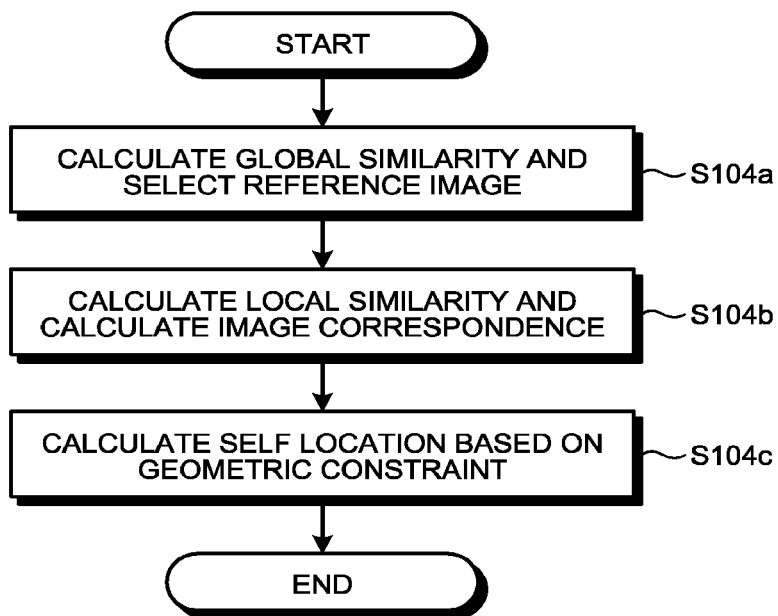 START
CALCULATE GLOBAL SIMILARITY AND
SELECT REFERENCE IMAGE
S104a
CALCULATE LOCAL SIMILARITY AND
CALCULATE IMAGE CORRESPONDENCE
S104b
CALCULATE SELF LOCATION BASED ON
GEOMETRIC CONSTRAINT
S104c
END